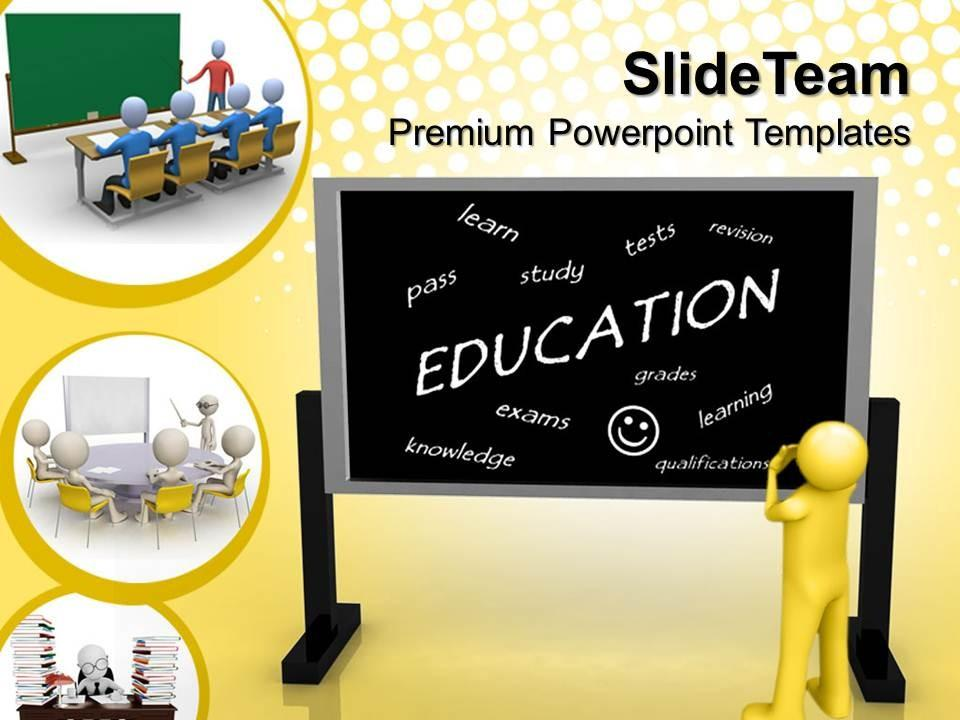 SlideTeam
Premium Powerpoint Templates
learn
tests
revision
pass
study
EDUCATION
grades
exams
learning
knowledge
qualifications